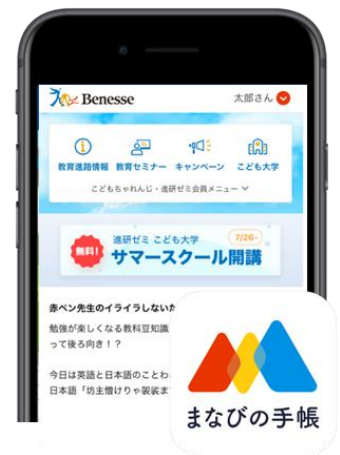 Benesse
太郎さん
教育進路情報 教育セミナー キャンペーン こども大学
こどもちゃれんじ・進研ゼミ会員メニュー
無料!
進研ゼミ こども大学
7/26-
サマースクール開講
赤ペン先生のイライラしないた
勉強が楽しくなる教科豆知識
って後ろ向き!?
今日は英語と日本語のことわ
日本語「坊主憎けりゃ袈裟ま
まなびの手帳